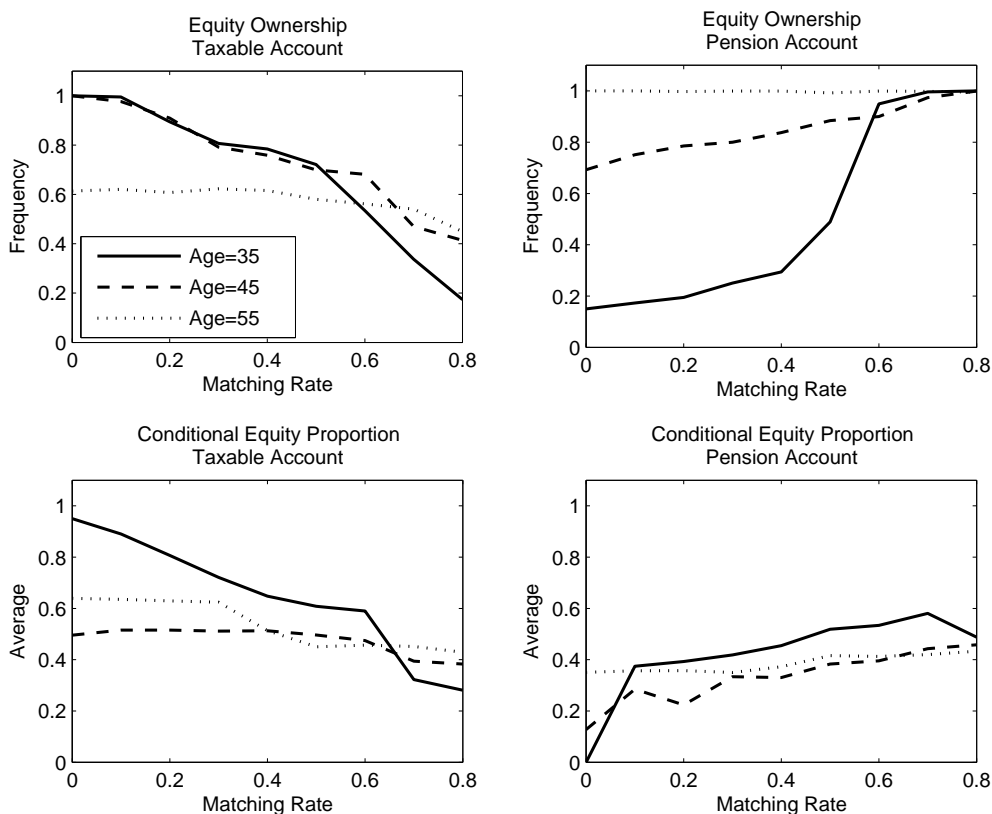 Equity Ownership
Taxable Account
Frequency
1
0.8
0.6
0.4
0.2
0
Age=35
Age=45
Age=55
0 0.2 0.4 0.6 0.8
Matching Rate
Equity Ownership
Pension Account
Frequency
1
0.8
0.6
0.4
0.2
0
0 0.2 0.4 0.6 0.8
Matching Rate
Conditional Equity Proportion
Taxable Account
Average
1
0.8
0.6
0.4
0.2
0
0 0.2 0.4 0.6 0.8
Matching Rate
Conditional Equity Proportion
Pension Account
Average
1
0.8
0.6
0.4
0.2
0
0 0.2 0.4 0.6 0.8
Matching Rate